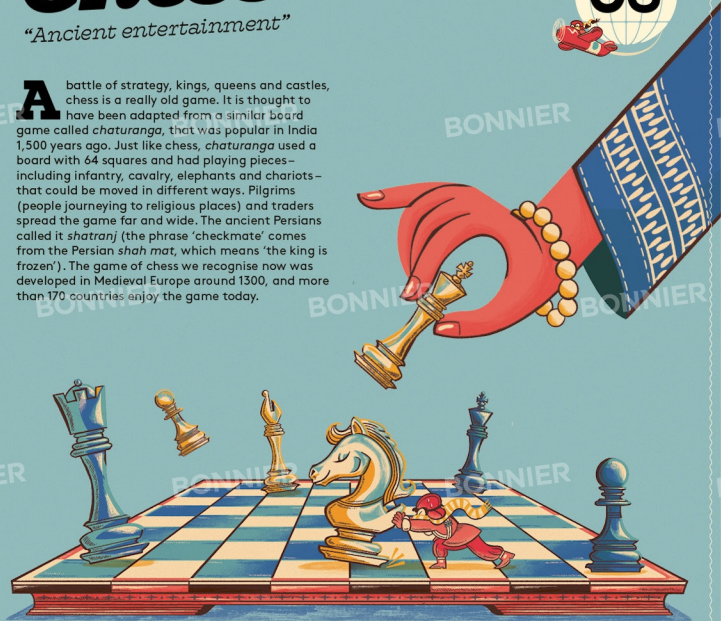 Chess
“Ancient entertainment”
A battle of strategy, kings, queens and castles,
chess is a really old game. It is thought to
have been adapted from a similar board
game called chaturanga, that was popular in India
1,500 years ago. Just like chess, chaturanga used a
board with 64 squares and had playing pieces–
including infantry, cavalry, elephants and chariots–
that could be moved in different ways. Pilgrims
(people journeying to religious places) and traders
spread the game far and wide. The ancient Persians
called it shatranj (the phrase ‘checkmate’ comes
from the Persian shah mat, which means ‘the king is
frozen’). The game of chess we recognise now was
developed in Medieval Europe around 1300, and more
than 170 countries enjoy the game today.
BONNIER
BONNIER
BONNIER
BONNIER
BONNIER
BONNIER